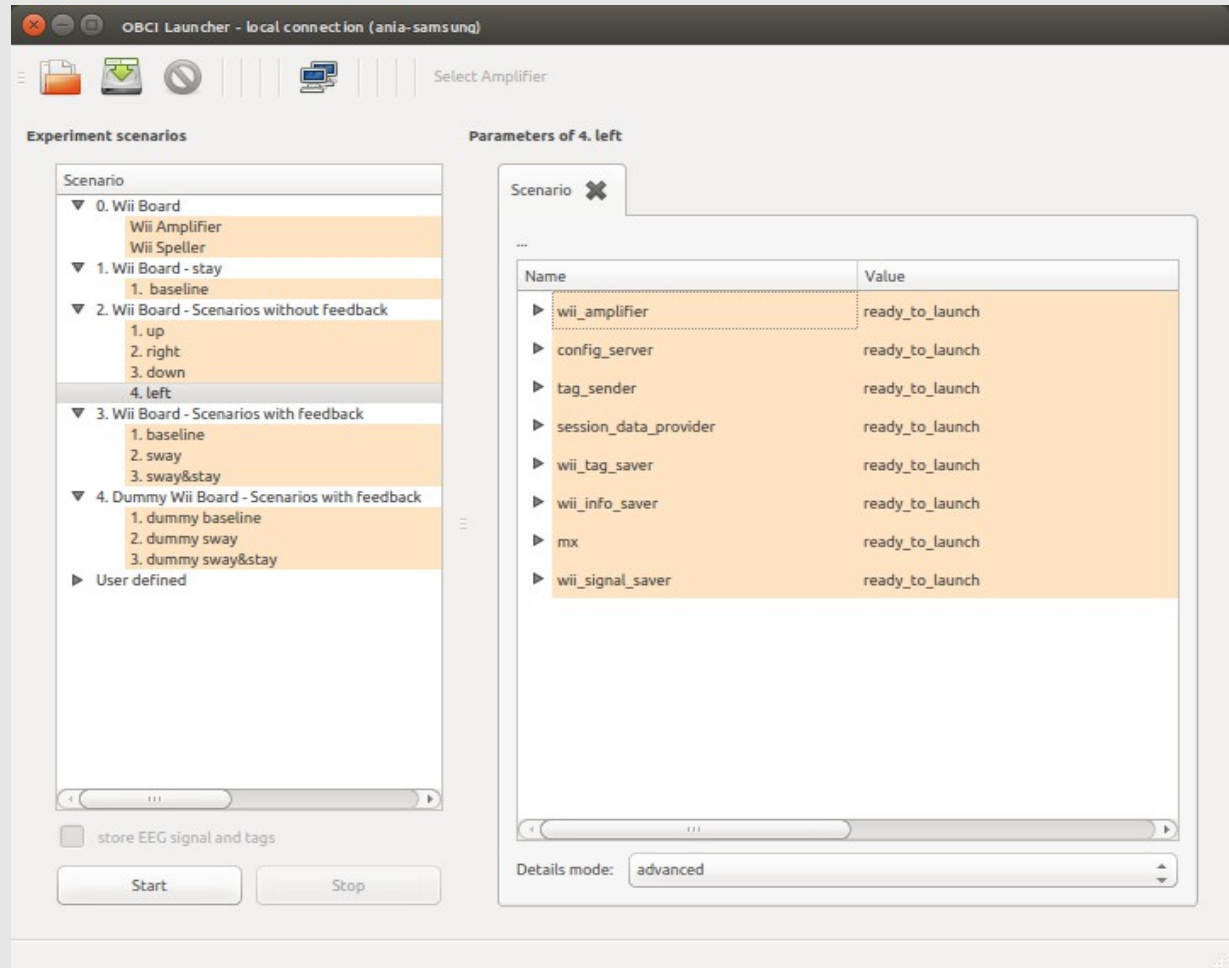 OBCI Launcher - local connection (ania-samsung)
Select Amplifier
Experiment scenarios
Parameters of 4. left
Scenario
0. Wii Board
Wii Amplifier
Wii Speller
1. Wii Board - stay
1. baseline
2. Wii Board - Scenarios without feedback
1. up
2. right
3. down
4. left
3. Wii Board - Scenarios with feedback
1. baseline
2. sway
3. sway&stay
4. Dummy Wii Board - Scenarios with feedback
1. dummy baseline
2. dummy sway
3. dummy sway&stay
User defined
store EEG signal and tags
Start Stop
Scenario
...
Name Value
wii_amplifier ready_to_launch
config_server ready_to_launch
tag_sender ready_to_launch
session_data_provider ready_to_launch
wii_tag_saver ready_to_launch
wii_info_saver ready_to_launch
mx ready_to_launch
wii_signal_saver ready_to_launch
Details mode: advanced